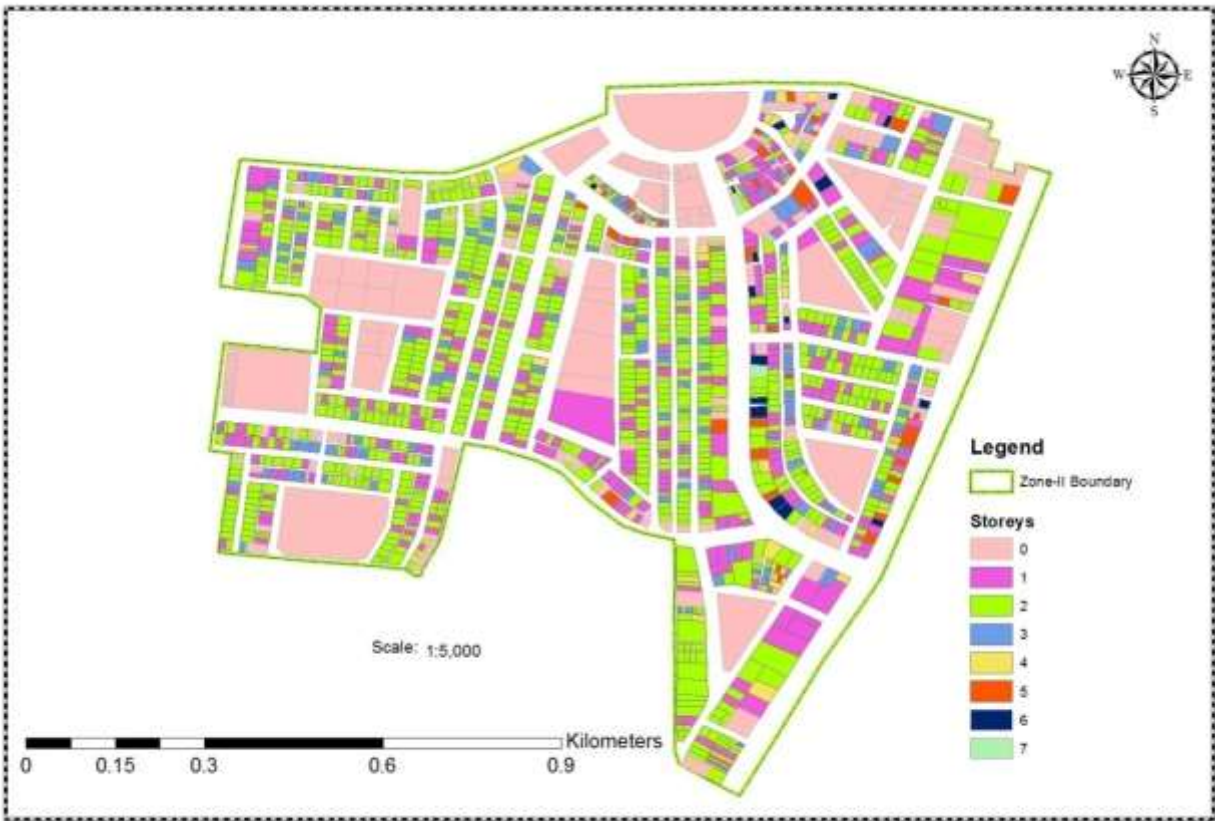 N
W E
S
Legend
Zone-II Boundary
Storeys
0
1
2
3
4
5
6
7
Scale: 1:5,000
Kilometers
0 0.15 0.3 0.6 0.9